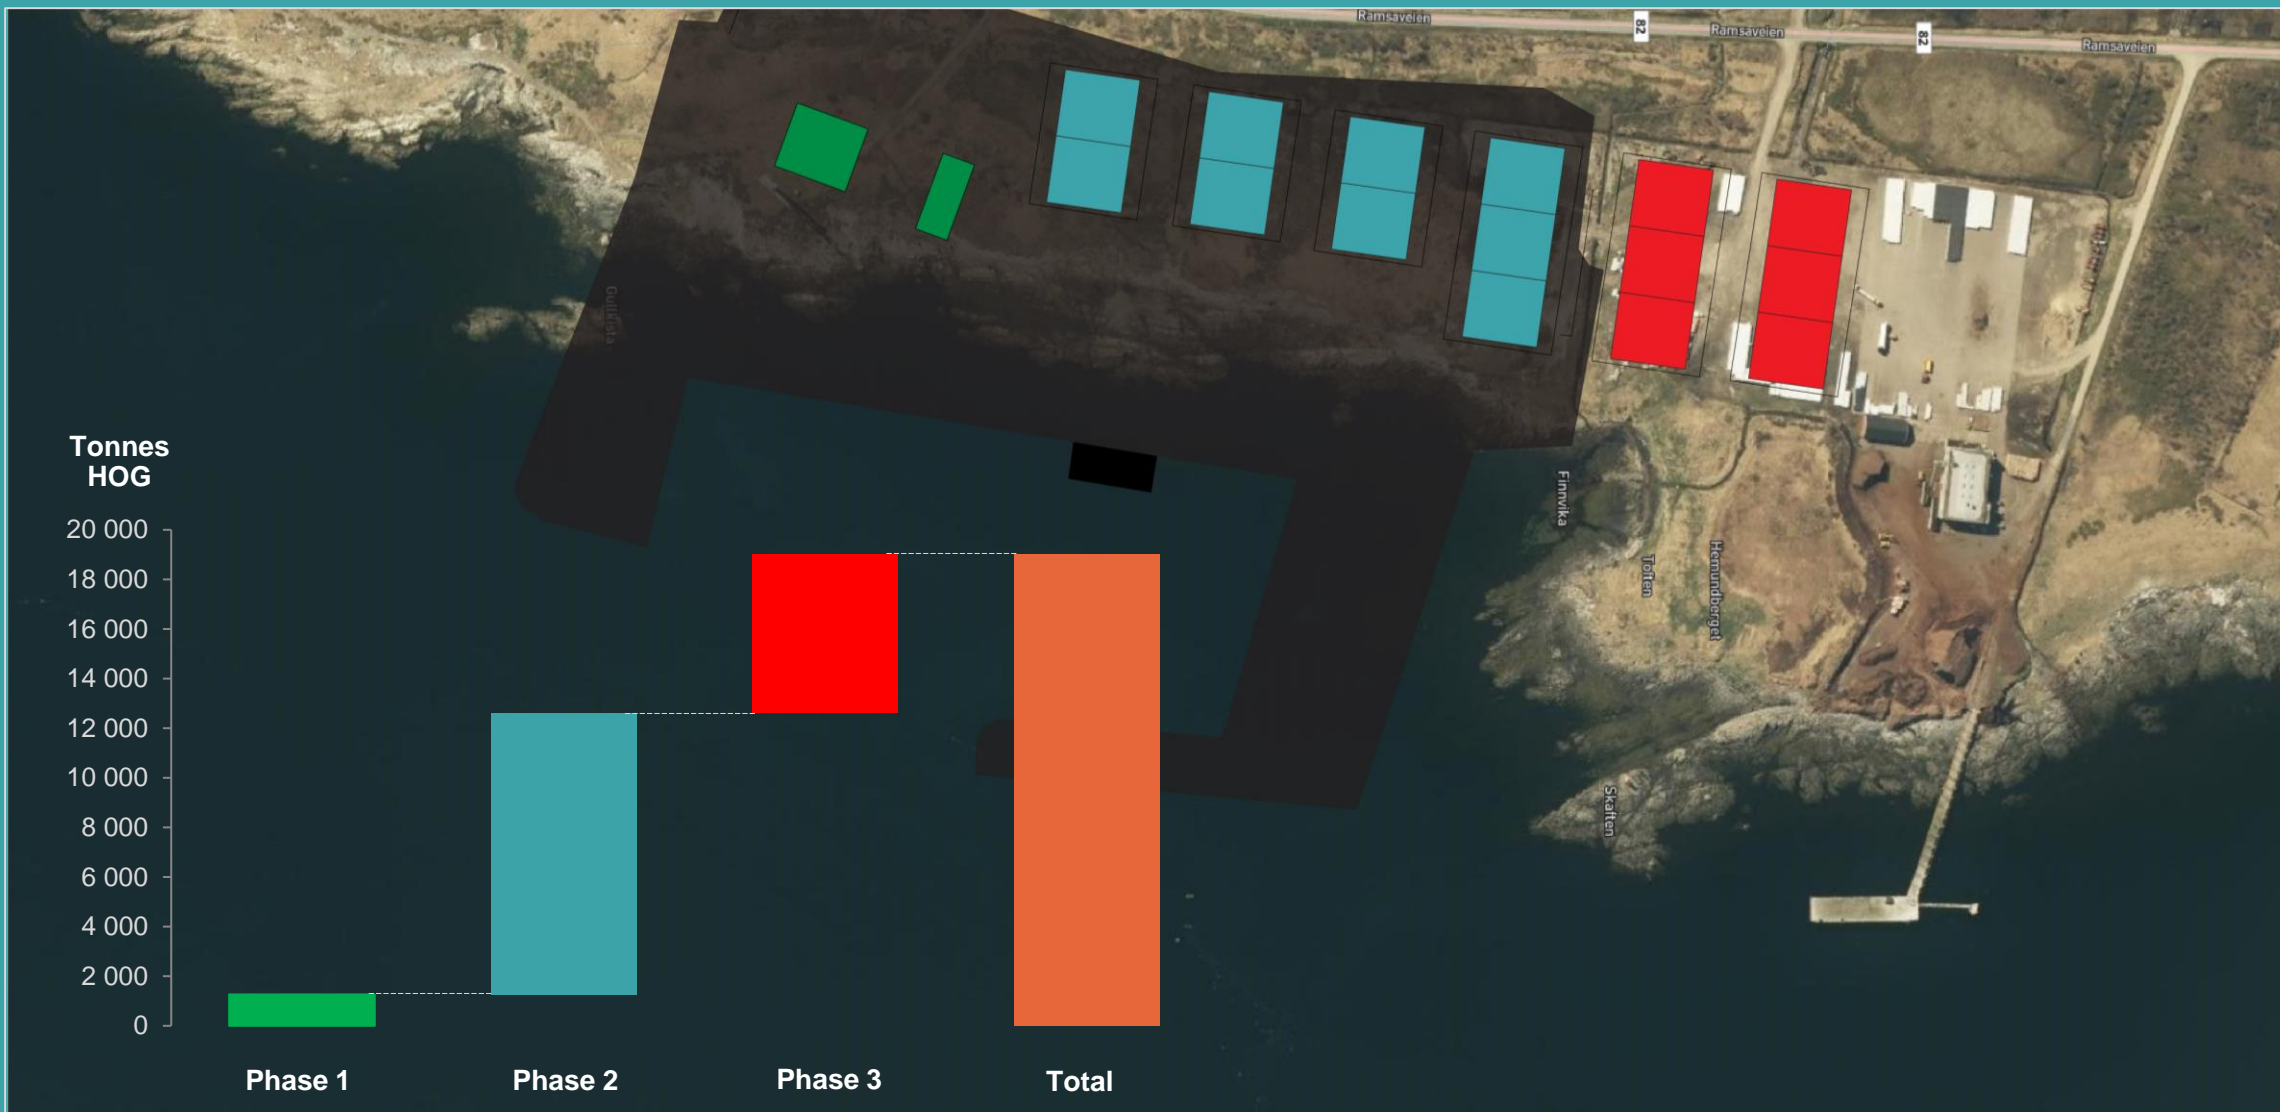 Ramsaveien
82
Ramsaveien
82
Ramsaveien
Gullkista
Finnvika
Toften
Hemundberget
Skaften
Tonnes
HOG
20 000
18 000
16 000
14 000
12 000
10 000
8 000
6 000
4 000
2 000
0
Phase 1
Phase 2
Phase 3
Total